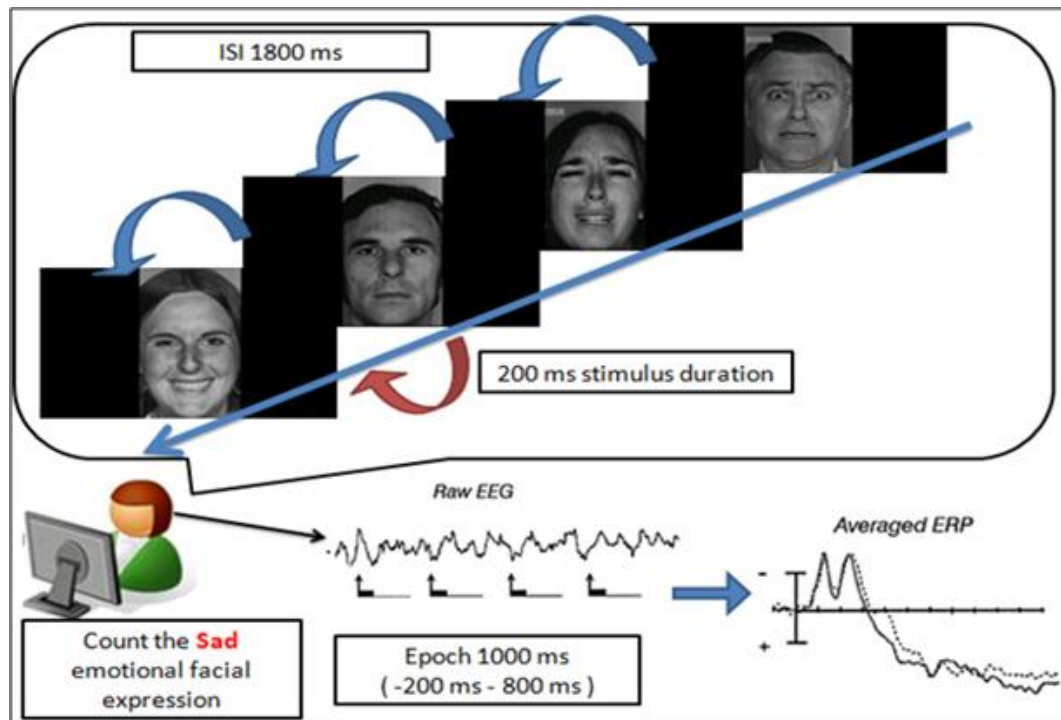 ISI 1800 ms
200 ms stimulus duration
Raw EEG
Averaged ERP
-
+
Count the Sad
emotional facial
expression
Epoch 1000 ms
( -200 ms - 800 ms )